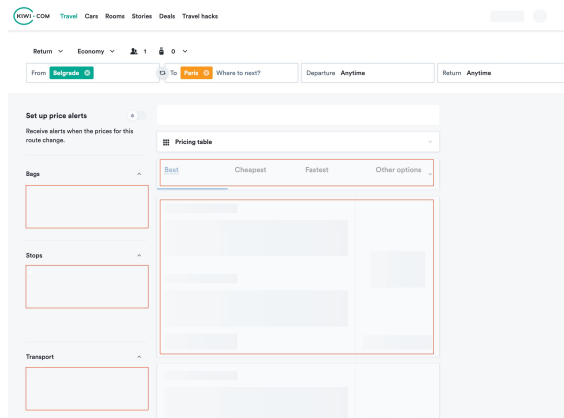 KIWI.COM Travel Cars Rooms Stories Deals Travel hacks
Return Economy 1 0
From Belgrade To Paris Where to next? Departure Anytime Return Anytime
Set up price alerts
Receive alerts when the prices for this
route change.
Pricing table
Bags
Best Cheapest Fastest Other options
Stops
Transport